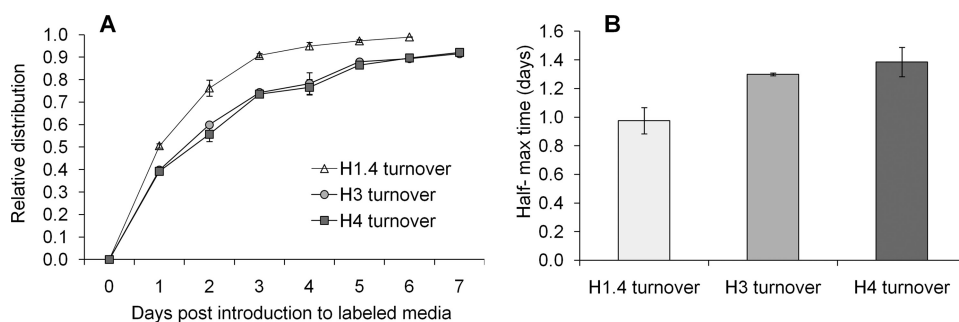 A
Relative distribution
1.0
0.9
0.8
0.7
0.6
0.5
0.4
0.3
0.2
0.1
0.0
H1.4 turnover
H3 turnover
H4 turnover
0 1 2 3 4 5 6 7
Days post introduction to labeled media
B
Half- max time (days)
1.6
1.4
1.2
1.0
0.8
0.6
0.4
0.2
0.0
H1.4 turnover H3 turnover H4 turnover